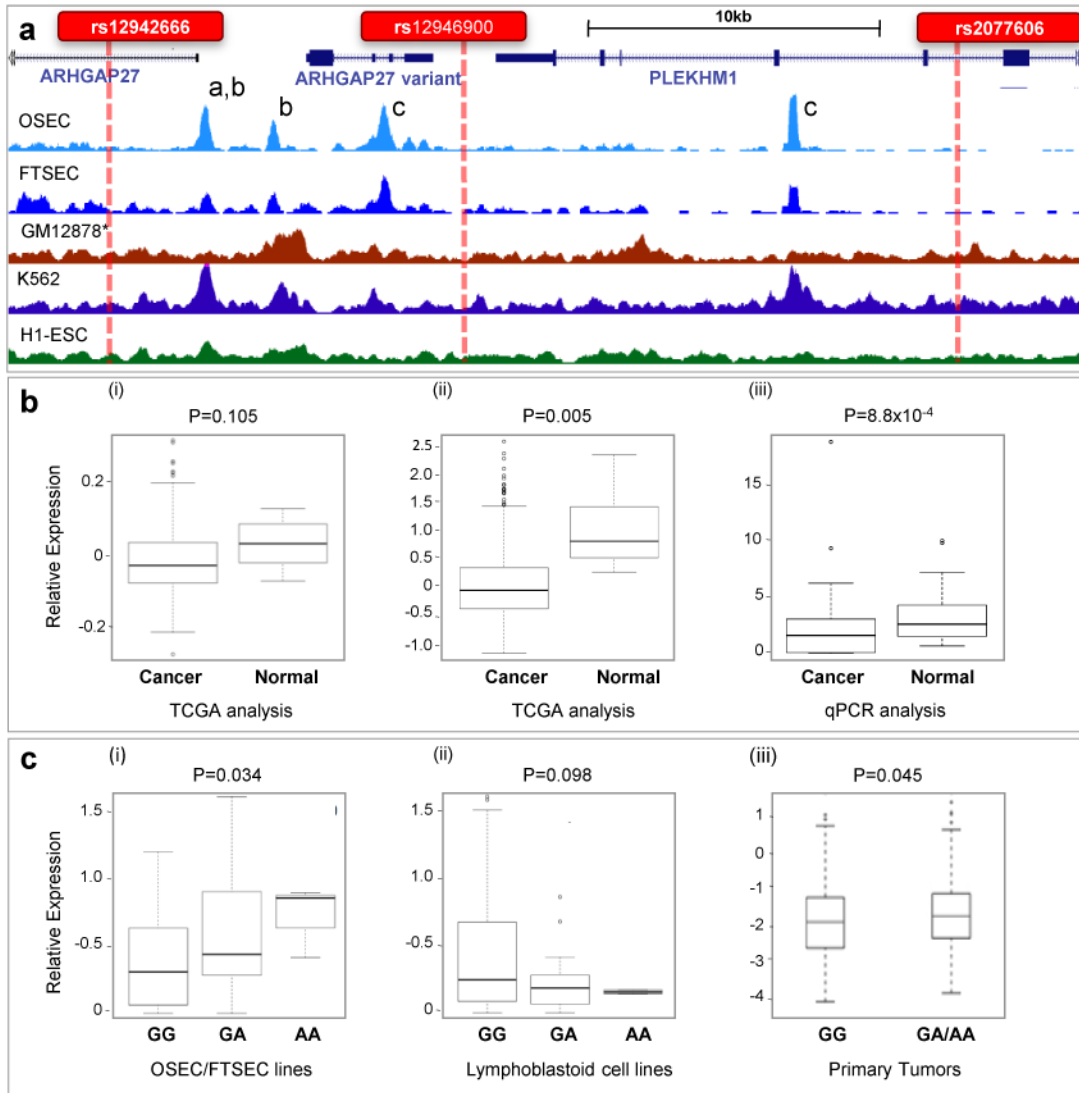 a
rs12942666
rs12946900
10kb
rs2077606
ARHGAP27
ARHGAP27 variant
PLEKHM1
a,b
b
c
c
OSEC
FTSEC
GM12878*
K562
H1-ESC
b
(i)
(ii)
(iii)
P=0.105
P=0.005
P=8.8x10-4
Relative Expression
0.2
0
-0.2
2.5
2.0
1.5
1.0
0.5
0
-0.5
-1.0
15
10
5
0
Cancer Normal
Cancer Normal
Cancer Normal
TCGA analysis
TCGA analysis
qPCR analysis
c
(i)
(ii)
(iii)
P=0.034
P=0.098
P=0.045
Relative Expression
1.5
1.0
-0.5
0
1.5
1.0
-0.5
0
1
0
-1
-2
-3
-4
GG GA AA
GG GA AA
GG GA/AA
OSEC/FTSEC lines
Lymphoblastoid cell lines
Primary Tumors